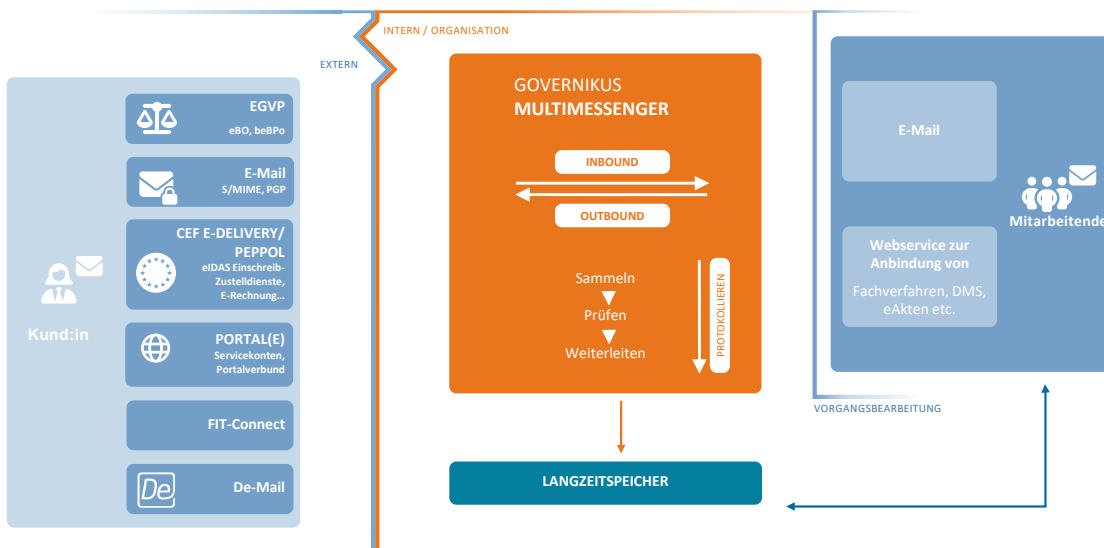 INTERN / ORGANISATION
EXTERN
Kund:in
EGVP
eBO, beBPo
E-Mail
S/MIME, PGP
CEF E-DELIVERY/
PEPPOL
eIDAS Einschreib-
Zustelldienste,
E-Rechnung...
PORTAL(E)
Servicekonten,
Portalverbund
FIT-Connect
De
De-Mail
GOVERNIKUS
MULTIMESSENGER
INBOUND
OUTBOUND
Sammeln
Prüfen
Weiterleiten
PROTOKOLLIEREN
LANGZEITSPEICHER
E-Mail
Webservice zur
Anbindung von
Fachverfahren, DMS,
eAkten etc.
Mitarbeitende
VORGANGSBEARBEITUNG